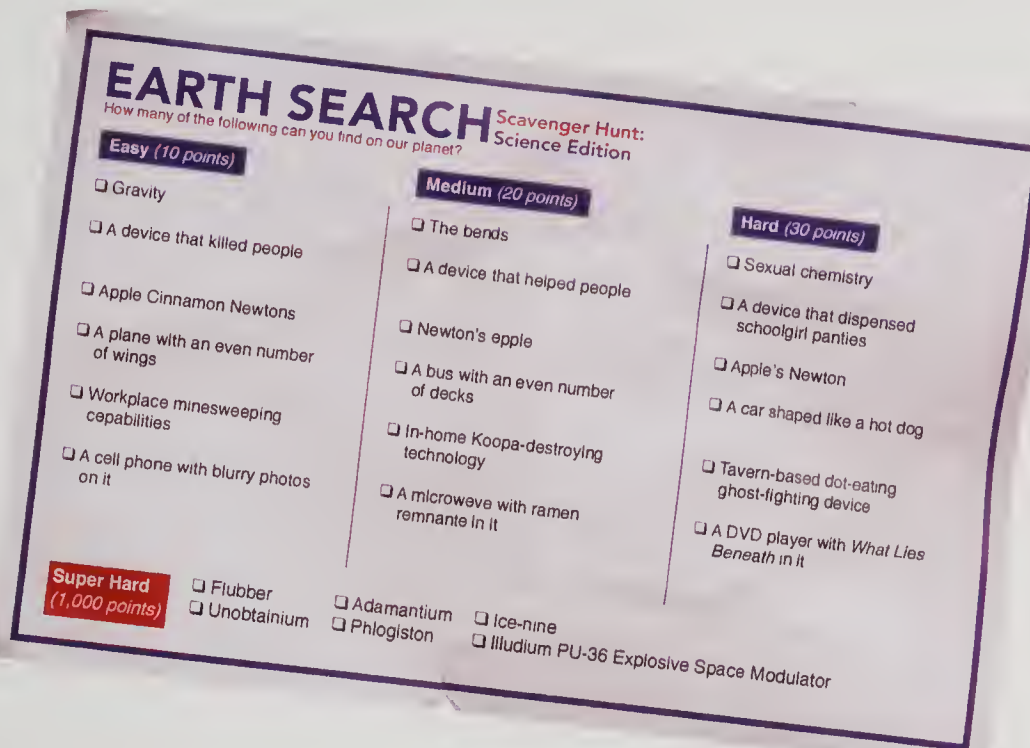 EARTH SEARCH Scavenger Hunt:
Science Edition
How many of the following can you find on our planet?
Easy (10 points)
❑ Gravity
❑ A device that killed people
❑ Apple Cinnamon Newtons
❑ A plane with an even number
of wings
❑ Workplace minesweeping
cepabilities
❑ A cell phone with blurry photos
on it
Medium (20 points)
❑ The bends
❑ A device that helped people
❑ Newton's epple
❑ A bus with an even number
of decks
❑ In-home Koopa-destroying
technology
❑ A microweve with ramen
remnante in it
Hard (30 points)
❑ Sexual chemistry
❑ A device that dispensed
schoolgirl panties
❑ Apple's Newton
❑ A car shaped like a hot dog
❑ Tavern-based dot-eating
ghost-fighting device
❑ A DVD player with What Lies
Beneath in it
Super Hard
(1,000 points)
❑ Flubber
❑ Unobtainium
❑ Adamantium
❑ Phlogiston
❑ Ice-nine
❑ Illudium PU-36 Explosive Space Modulator